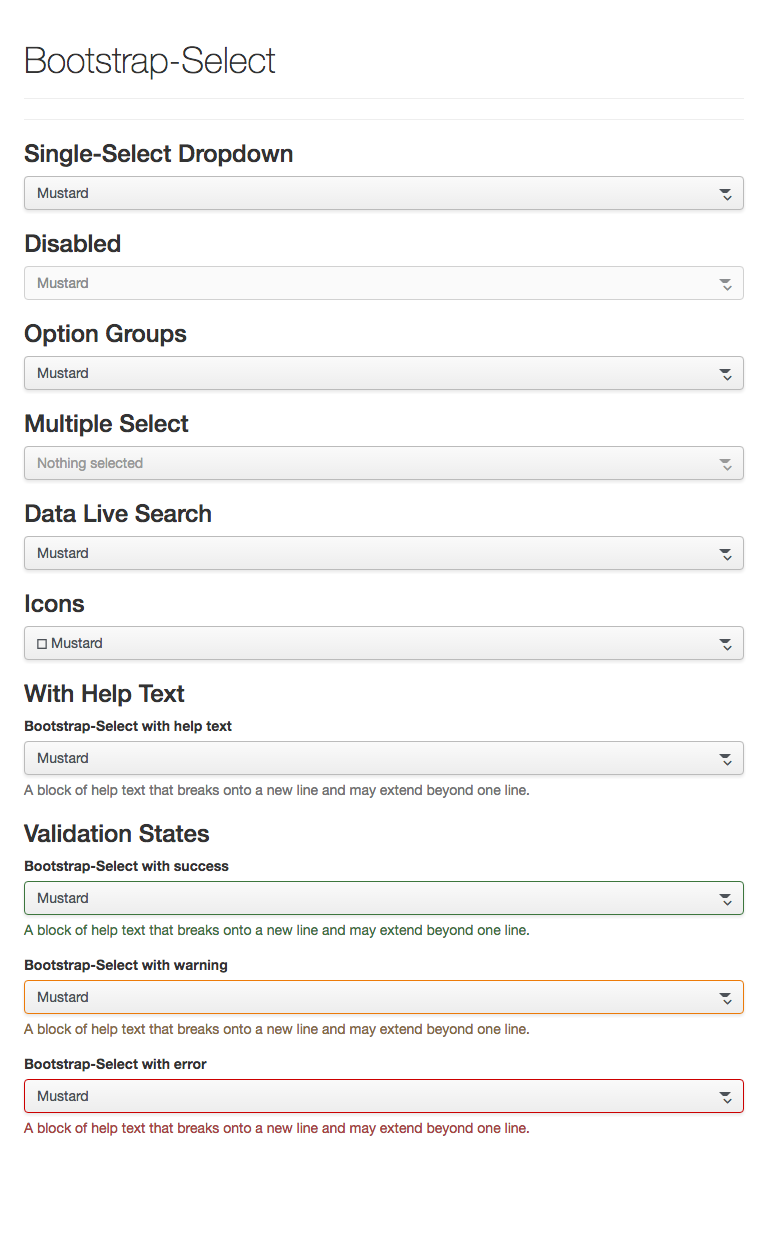 Bootstrap-Select
Single-Select Dropdown
Mustard
Disabled
Mustard
Option Groups
Mustard
Multiple Select
Nothing selected
Data Live Search
Mustard
Icons
Mustard
With Help Text
Bootstrap-Select with help text
Mustard
A block of help text that breaks onto a new line and may extend beyond one line.
Validation States
Bootstrap-Select with success
Mustard
A block of help text that breaks onto a new line and may extend beyond one line.
Bootstrap-Select with warning
Mustard
A block of help text that breaks onto a new line and may extend beyond one line.
Bootstrap-Select with error
Mustard
A block of help text that breaks onto a new line and may extend beyond one line.